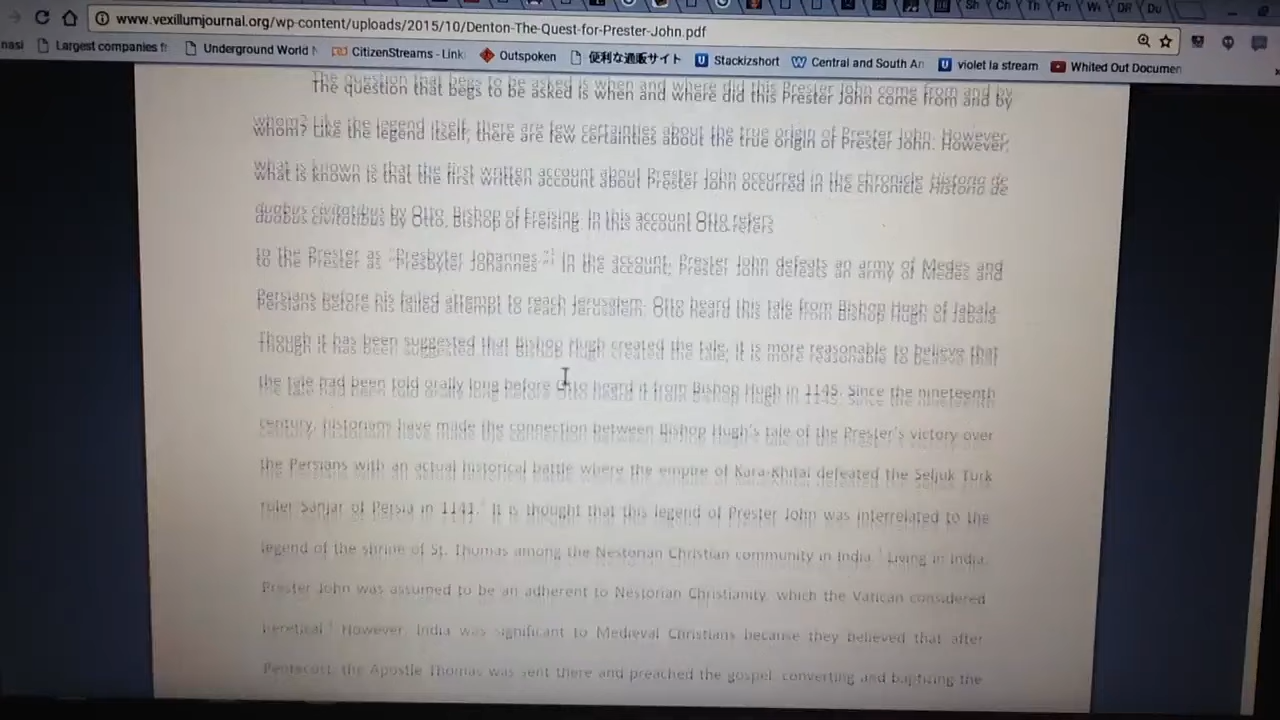 www.vexillumjournal.org/wp-content/uploads/2015/10/Denton-The-Quest-for-Prester-John.pdf
nasi Largest companies fr Underground World N CitizenStreams - Link Outspoken 便利な通販サイト Stackizshort Central and South An violet la stream Whited Out Documen
The question that begs to be asked is when and where did this Prester John come from and by
whom? Like the legend itself, there are few certainties about the true origin of Prester John. However,
what is known is that the first written account about Prester John occurred in the chronicle Historia de
duabus civitatibus by Otto, Bishop of Freising. In this account Otto refers
to the Prester as "Presbyter Johannes."1 In the account, Prester John defeats an army of Medes and
Persians before his failed attempt to reach Jerusalem. Otto heard this tale from Bishop Hugh of Jabala.
Though it has been suggested that Bishop Hugh created the tale, it is more reasonable to believe that
the tale had been told orally long before Otto heard it from Bishop Hugh in 1145. Since the nineteenth
century, historians have made the connection between Bishop Hugh's tale of the Prester's victory over
the Persians with an actual historical battle where the empire of Kara-Khitai defeated the Seljuk Turk
ruler Sanjar of Persia in 1141. It is thought that this legend of Prester John was interrelated to the
legend of the shrine of St. Thomas among the Nestorian Christian community in India. Living in India,
Prester John was assumed to be an adherent to Nestorian Christianity, which the Vatican considered
heretical. However, India was significant to Medieval Christians because they believed that after
Pentecost, the Apostle Thomas was sent there and preached the gospel, converting and baptizing the